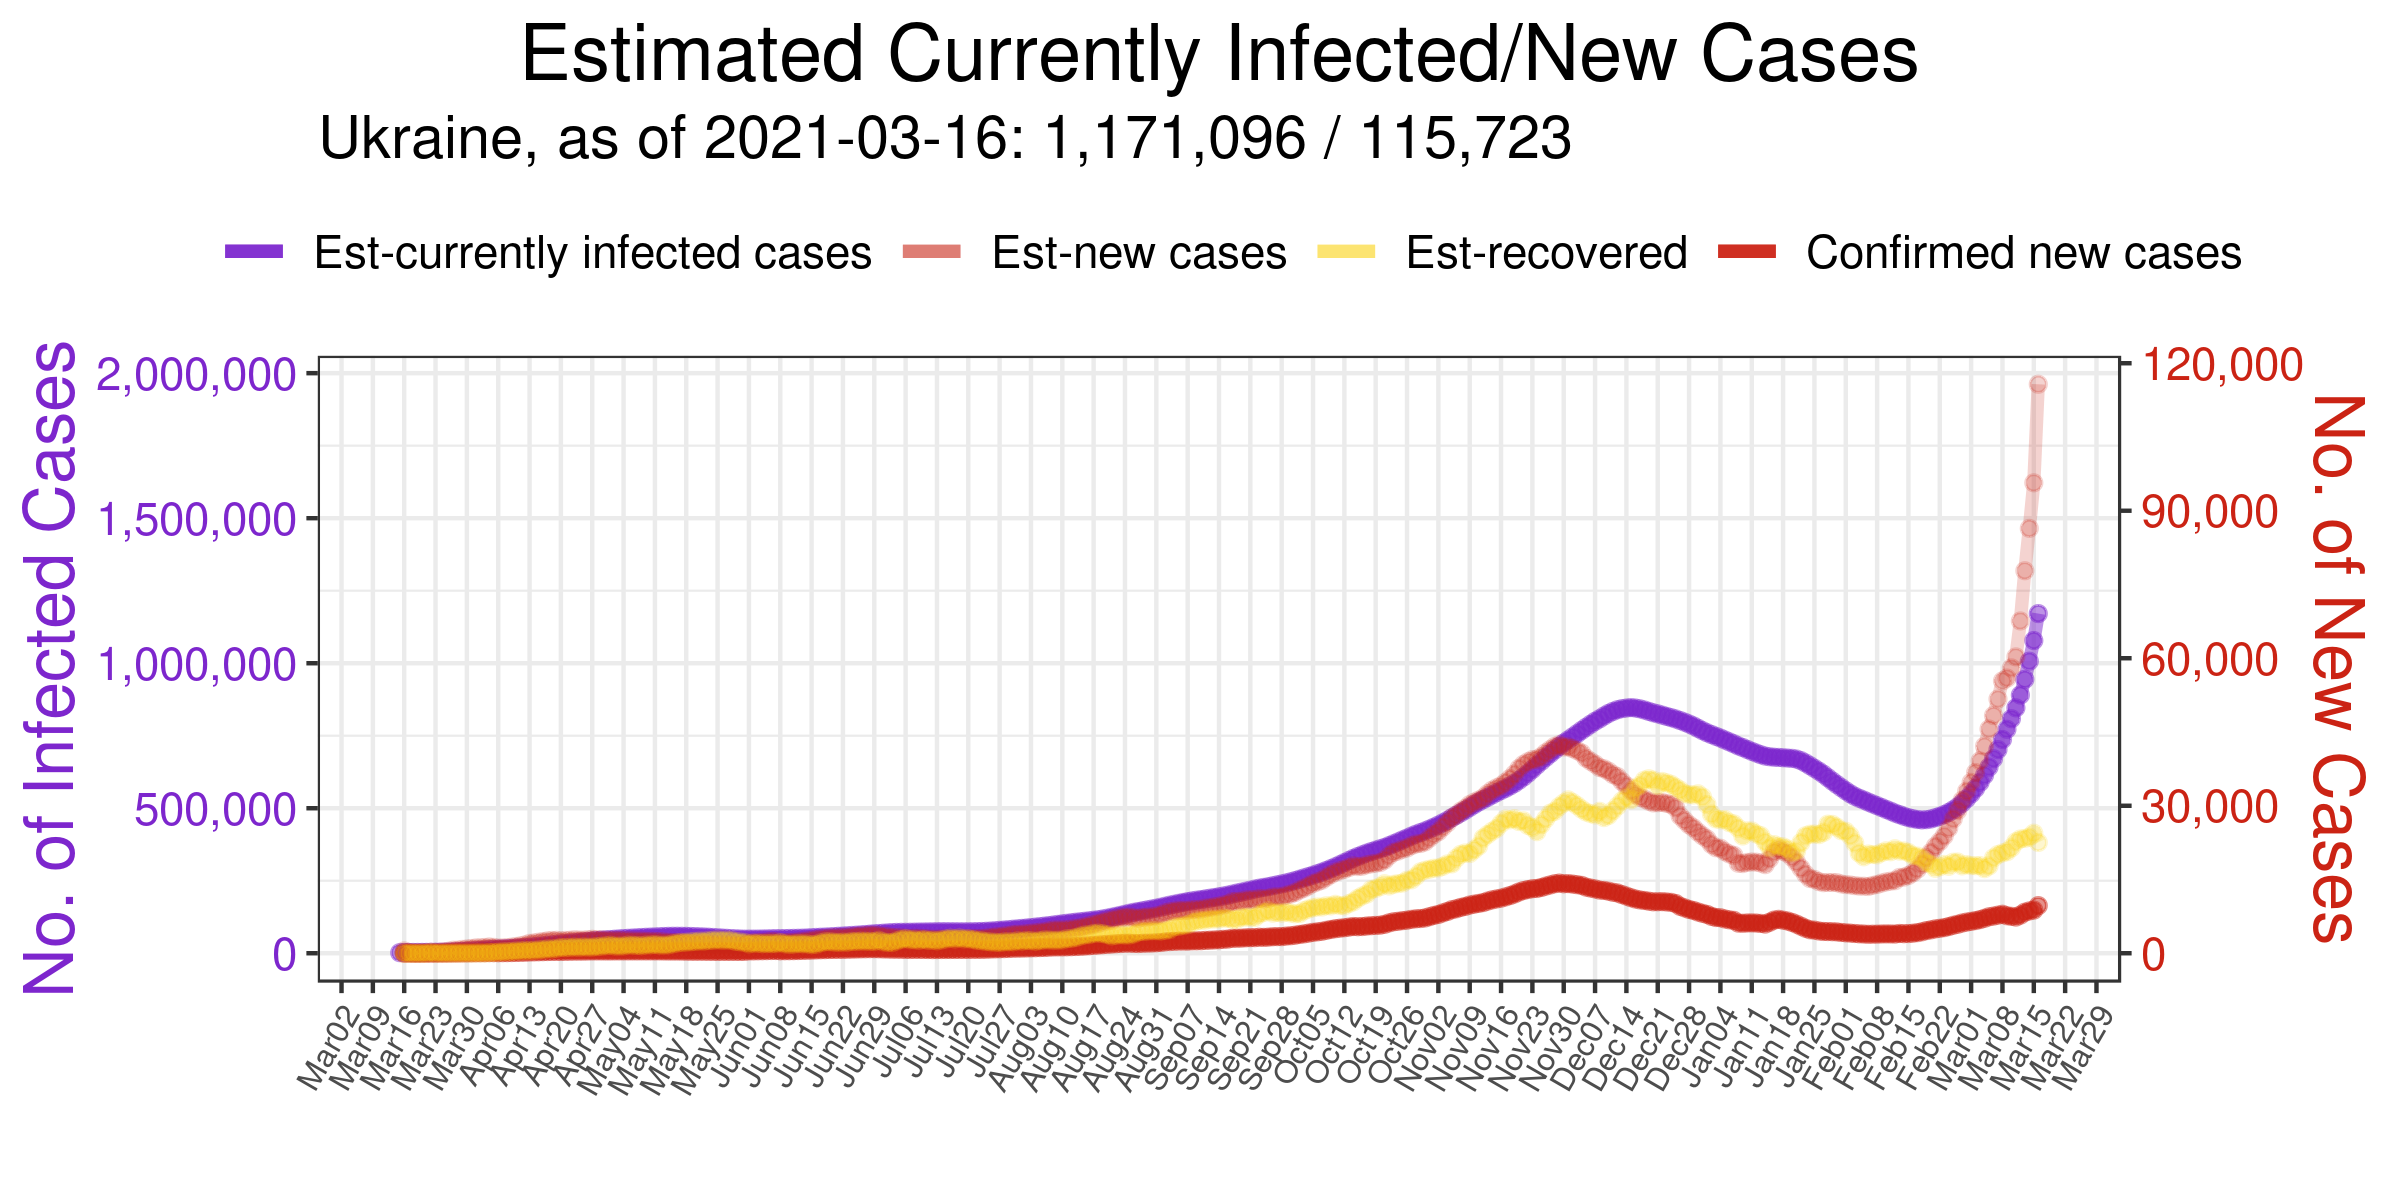 Estimated Currently Infected/New Cases
Ukraine, as of 2021-03-16: 1,171,096 / 115,723
Est-currently infected cases Est-new cases Est-recovered Confirmed new cases
No. of Infected Cases
2,000,000
1,500,000
1,000,000
500,000
0
120,000
90,000
60,000
30,000
0
No. of New Cases
Mar02 Mar09 Mar16 Mar23 Mar30 Apr06 Apr13 Apr20 Apr27 May04 May11 May18 May25 Jun01 Jun08 Jun15 Jun22 Jun29 Jul06 Jul13 Jul20 Jul27 Aug03 Aug10 Aug17 Aug24 Aug31 Sep07 Sep14 Sep21 Sep28 Oct05 Oct12 Oct19 Oct26 Nov02 Nov09 Nov16 Nov23 Nov30 Dec07 Dec14 Dec21 Dec28 Jan04 Jan11 Jan18 Jan25 Feb01 Feb08 Feb15 Feb22 Mar01 Mar08 Mar15 Mar22 Mar29